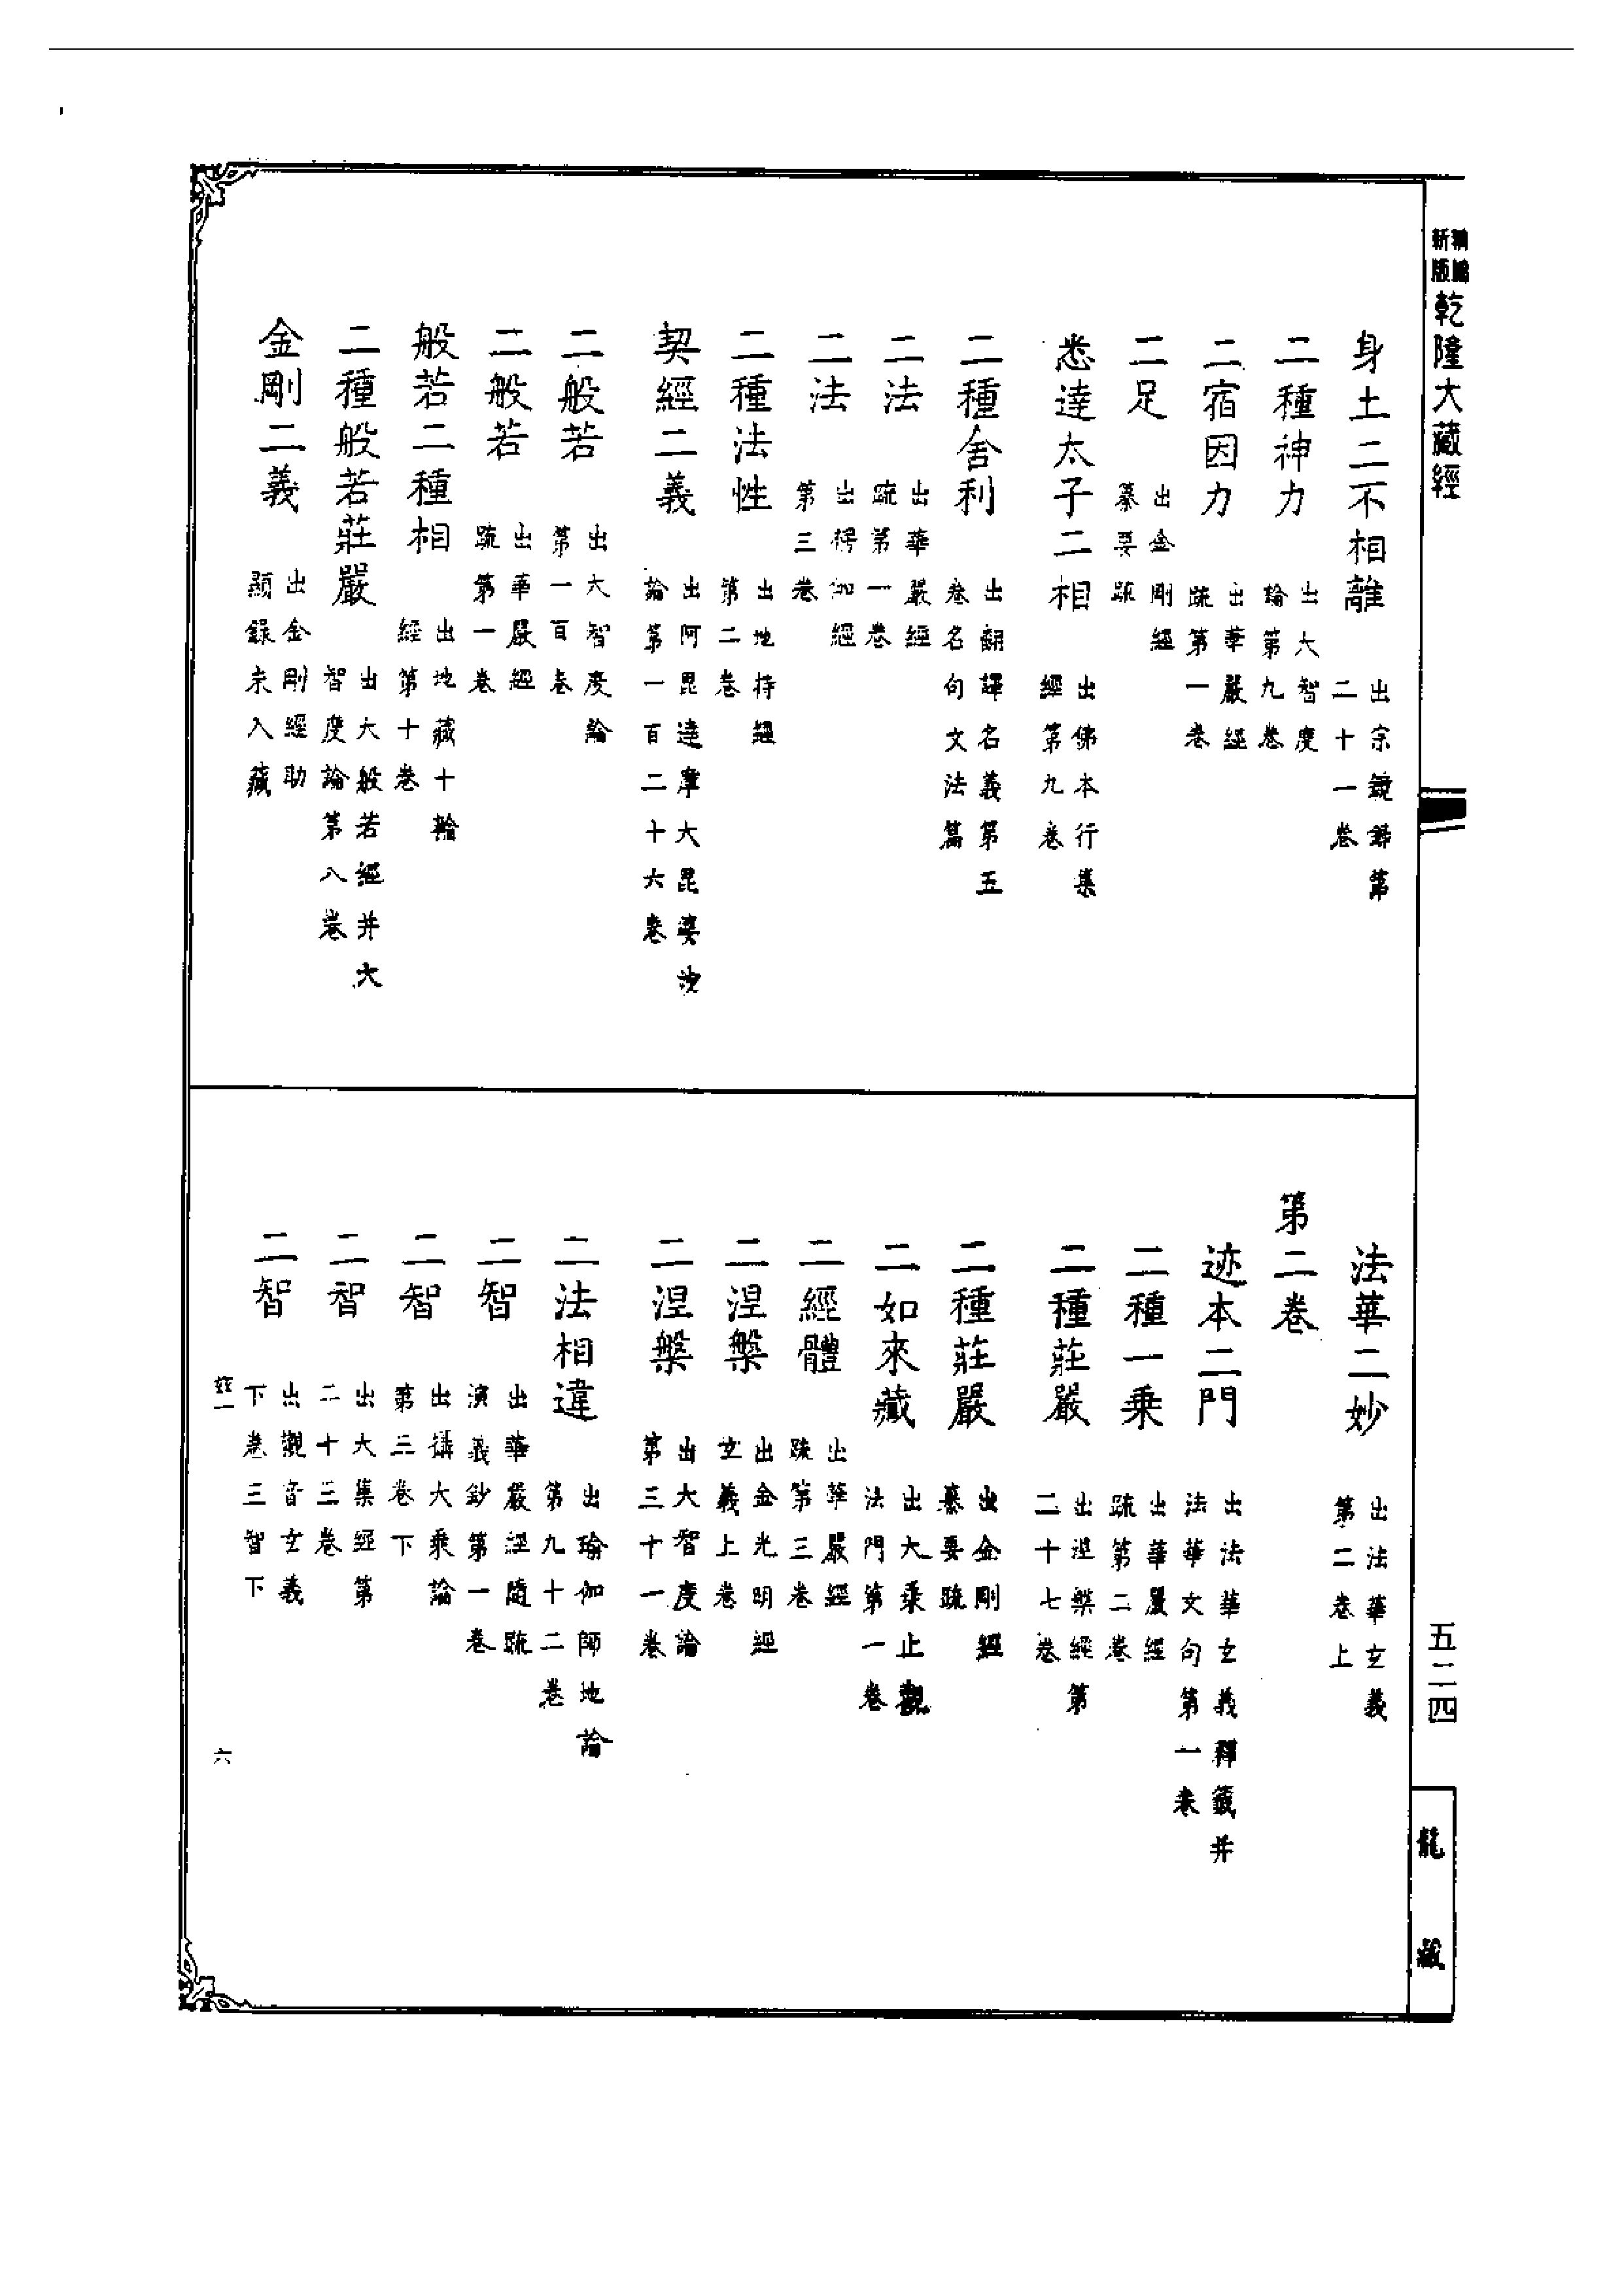 新版
精縮
乾隆大藏經
身土二不相離 出宗鏡錄第二十一卷
二種神力 出大智度論第九卷
二宿因力 出華嚴經疏第一卷
二足 出金剛經纂要疏
悉達太子二相 出佛本行集經第九卷
二種舍利 出翻譯名義第五卷名句文法篇
二法 出華嚴經疏第一卷
二法 出楞伽經第三卷
二種法性 出地持經第二卷
契經二義 出阿毘達摩大毘婆沙論第一百二十六卷
二般若 出大智度論第一百卷
二般若 出華嚴經疏第一卷
般若二種相 出地藏十輪經第十卷
二種般若莊嚴 出大般若經并大智度論第八卷
金剛二義 出金剛經助顯錄未入藏
法華二妙 出法華玄義第二卷上
第二卷
迹本二門 出法華玄義釋籤并法華文句第一卷
二種一乘 出華嚴經疏第二卷
二種莊嚴 出涅槃經第二十七卷
二種莊嚴 出金剛經纂要疏
二如來藏 出大乘止觀法門第一卷
二經體 出華嚴經疏第三卷
二涅槃 出金光明經玄義上卷
二涅槃 出大智度論第三十一卷
二法相違 出瑜伽師地論第九十二卷
二智 出華嚴經隨疏演義鈔第一卷
二智 出攝大乘論第三卷下
二智 出大集經第二十三卷
二智 出觀音玄義下卷三智下
茲一
六
五二四
龍藏